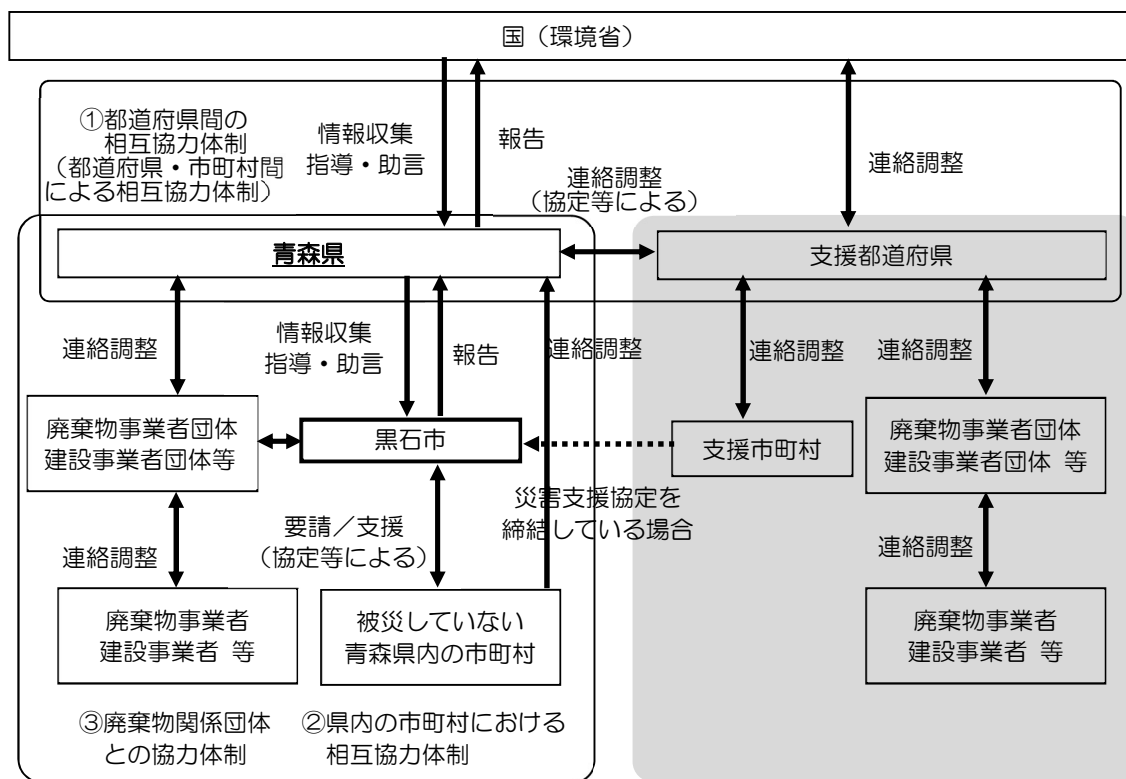 国（環境省）
①都道府県間の
相互協力体制
（都道府県・市町村間
による相互協力体制）
情報収集
指導・助言
報告
連絡調整
（協定等による）
連絡調整
青森県
支援都道府県
連絡調整
情報収集
指導・助言
報告
連絡調整
連絡調整
連絡調整
廃棄物事業者団体
建設事業者団体等
黒石市
支援市町村
廃棄物事業者団体
建設事業者団体 等
災害支援協定を
締結している場合
連絡調整
要請／支援
（協定等による）
連絡調整
廃棄物事業者
建設事業者 等
被災していない
青森県内の市町村
廃棄物事業者
建設事業者 等
③廃棄物関係団体
との協力体制
②県内の市町村における
相互協力体制